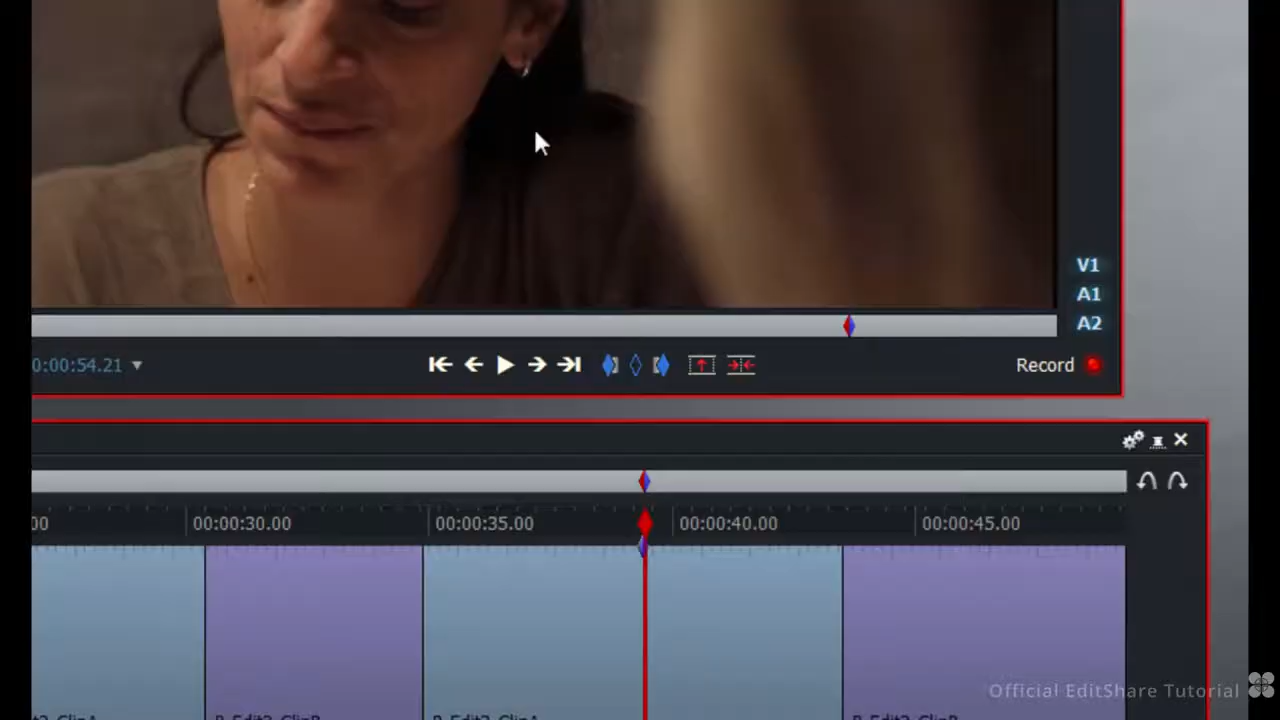 V1
A1
A2
0:00:54.21
Record
00
00:00:30.00
00:00:35.00
00:00:40.00
00:00:45.00
Official EditShare Tutorial